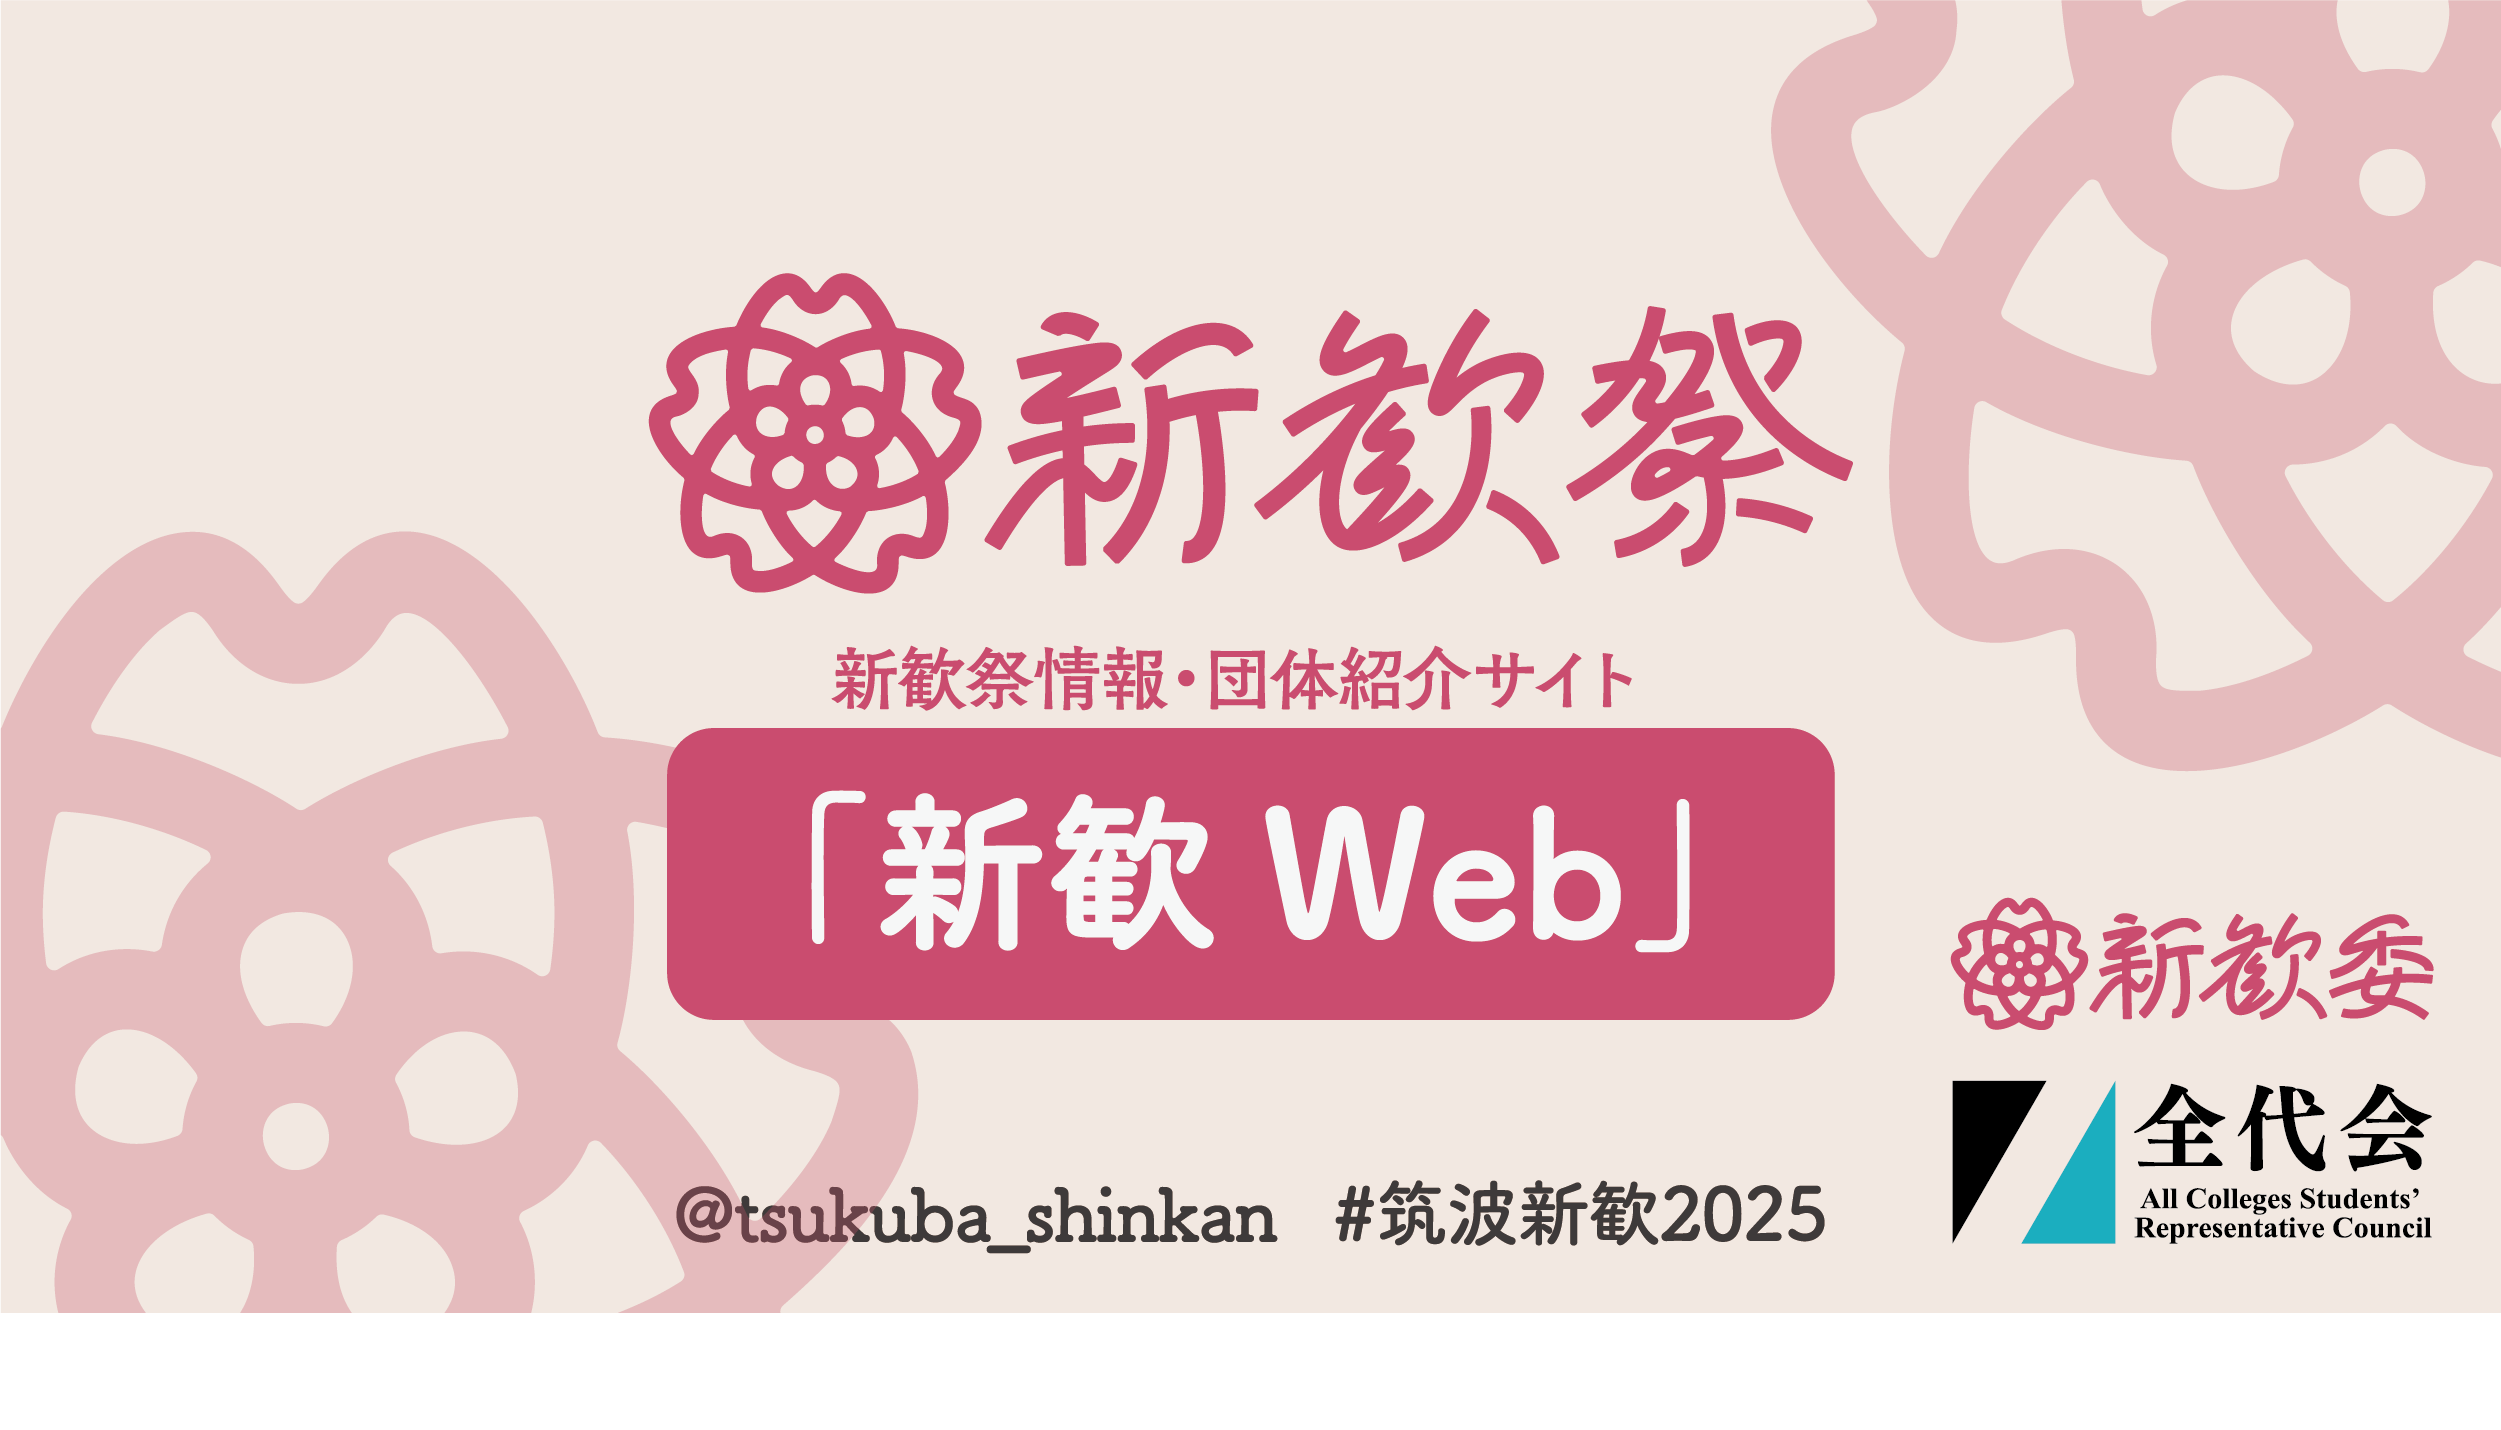 新歓祭
新歓祭情報・団体紹介サイト
「新歓 Web」
新歓委
全代会
All Colleges Students’
Representative Council
@tsukuba_shinkan #筑波新歓2025